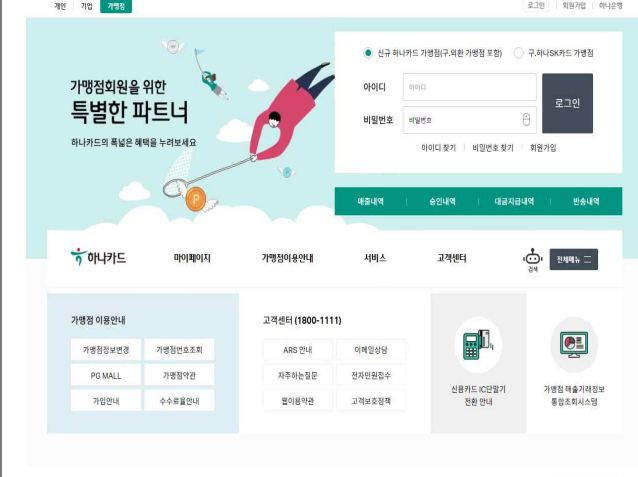 개인 기업 가맹점
로그인 회원가입 하나은행
가맹점회원을 위한
특별한 파트너
하나카드의 폭넓은 혜택을 누려보세요
P
신규 하나카드 가맹점(구.외환 가맹점 포함) 구.하나SK카드 가맹점
아이디 아이디
비밀번호 비밀번호
로그인
아이디 찾기 비밀번호 찾기 회원가입
매출내역 승인내역 대금지급내역 반송내역
하나카드 마이페이지 가맹점이용안내 서비스 고객센터 검색 전체메뉴
가맹점 이용안내
가맹점정보변경 가맹점번호조회
PG MALL 가맹점약관
가입안내 수수료율안내
고객센터 (1800-1111)
ARS 안내 이메일상담
자주하는질문 전자민원접수
웹이용약관 고객보호정책
신용카드 IC단말기
전환 안내
가맹점 매출거래정보
통합조회시스템